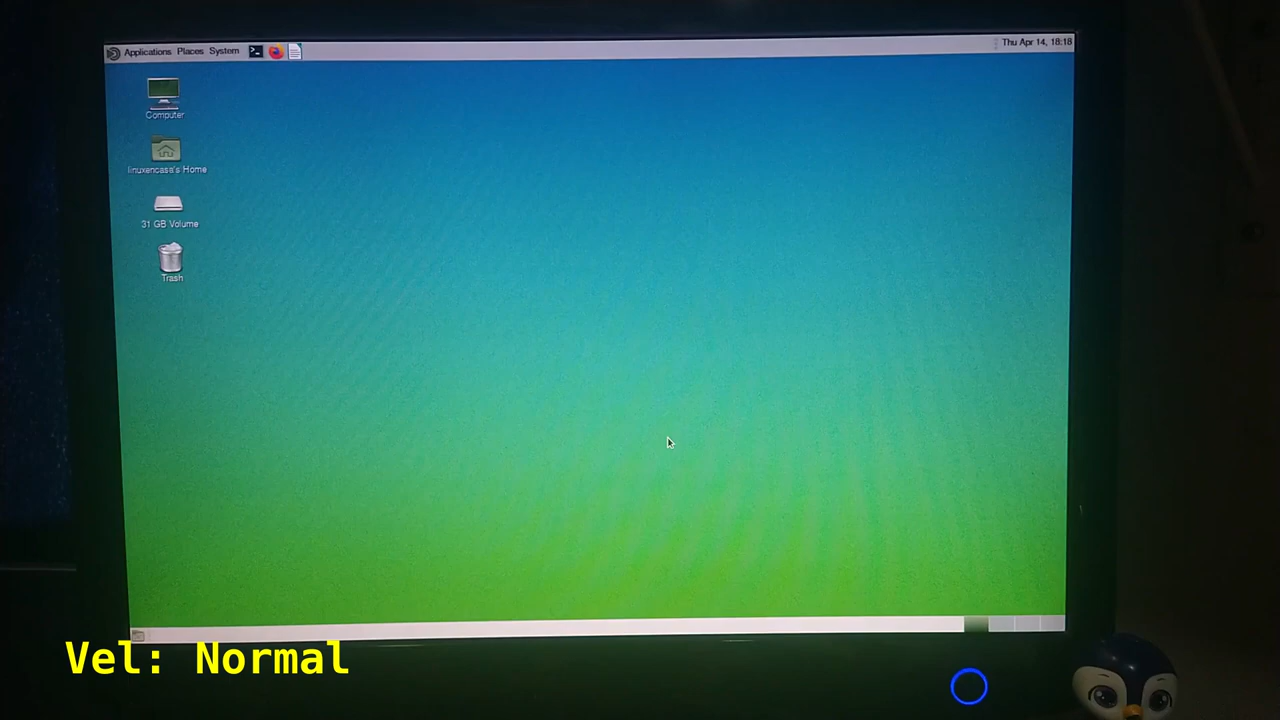 Applications Places System
Thu Apr 14, 18:18
Computer
linuxencasa's Home
31 GB Volume
Trash
Vel: Normal